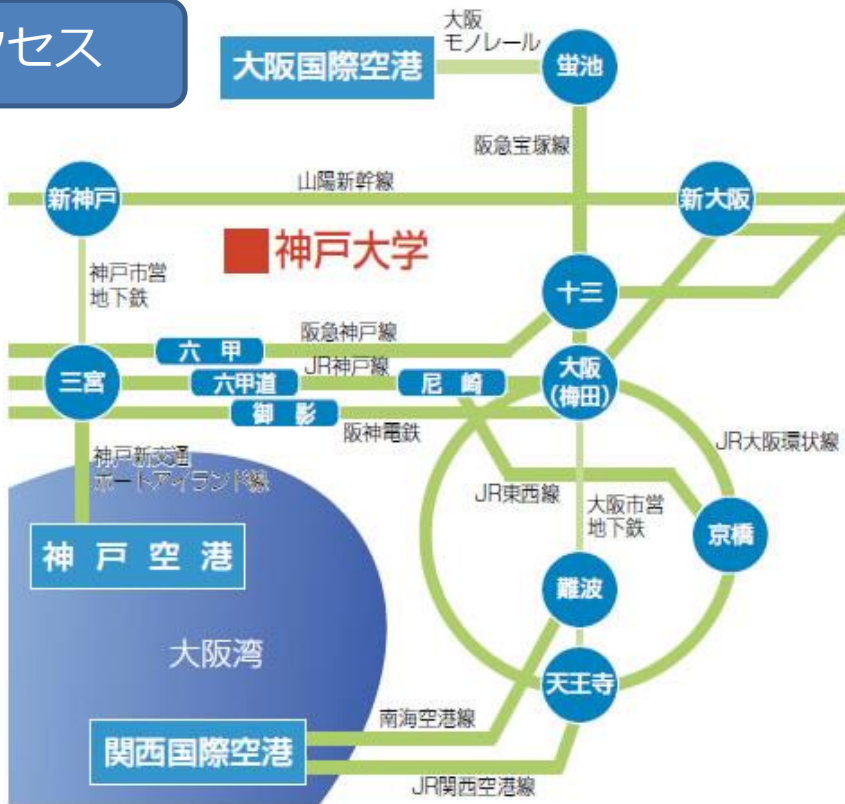 クセス
大阪
モノレール
大阪国際空港
蛍池
阪急宝塚線
山陽新幹線
新神戸
新大阪
神戸大学
神戸市営
地下鉄
十三
阪急神戸線
六甲
JR神戸線
三宮
六甲道
尼崎
大阪
(梅田)
御影
阪神電鉄
JR大阪環状線
神戸新交通
ポートアイランド線
JR東西線
大阪市営
地下鉄
京橋
神戸空港
難波
大阪湾
天王寺
南海空港線
関西国際空港
JR関西空港線